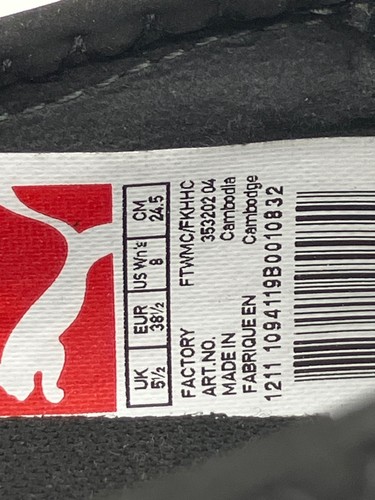 UK EUR US Wn's CM
5½ 38½ 8 24.5
FACTORY FTWMC/FKHHC
ART.NO. 353202 04
MADE IN Cambodia
FABRIQUE EN Cambodge
1211 1094119B0010832